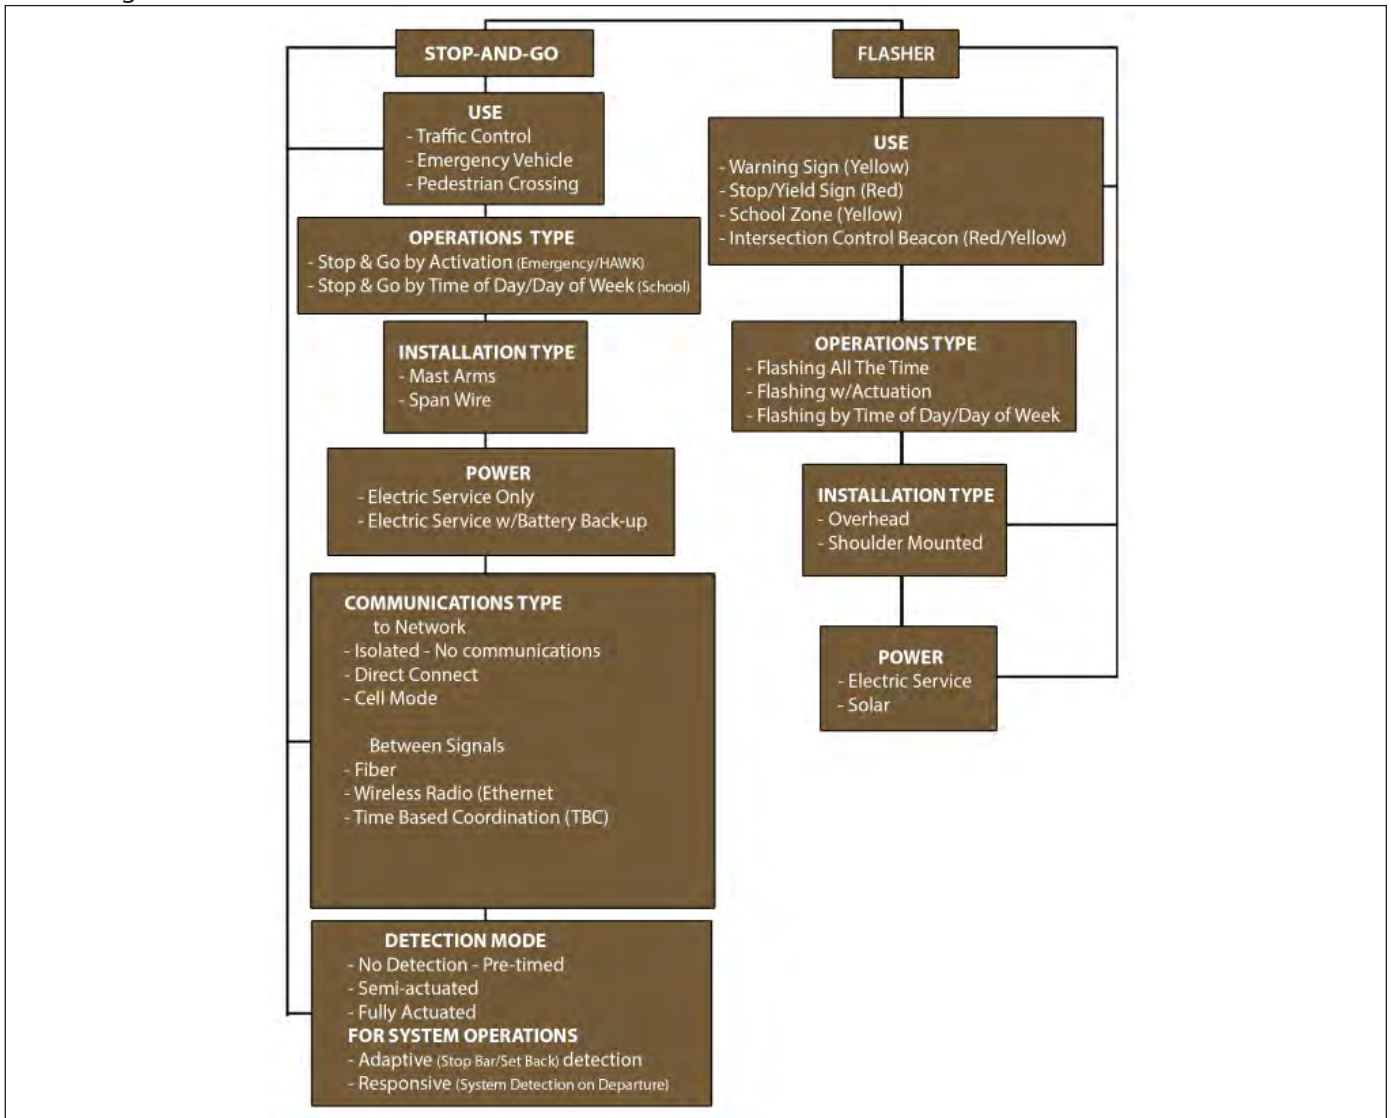 STOP-AND-GO
USE
- Traffic Control
- Emergency Vehicle
- Pedestrian Crossing
OPERATIONS TYPE
- Stop & Go by Activation (Emergency/HAWK)
- Stop & Go by Time of Day/Day of Week (School)
INSTALLATION TYPE
- Mast Arms
- Span Wire
POWER
- Electric Service Only
- Electric Service w/Battery Back-up
COMMUNICATIONS TYPE
to Network
- Isolated - No communications
- Direct Connect
- Cell Mode
Between Signals
- Fiber
- Wireless Radio (Ethernet
- Time Based Coordination (TBC)
DETECTION MODE
- No Detection - Pre-timed
- Semi-actuated
- Fully Actuated
FOR SYSTEM OPERATIONS
- Adaptive (Stop Bar/Set Back) detection
- Responsive (System Detection on Departure)
FLASHER
USE
- Warning Sign (Yellow)
- Stop/Yield Sign (Red)
- School Zone (Yellow)
- Intersection Control Beacon (Red/Yellow)
OPERATIONS TYPE
- Flashing All The Time
- Flashing w/Actuation
- Flashing by Time of Day/Day of Week
INSTALLATION TYPE
- Overhead
- Shoulder Mounted
POWER
- Electric Service
- Solar